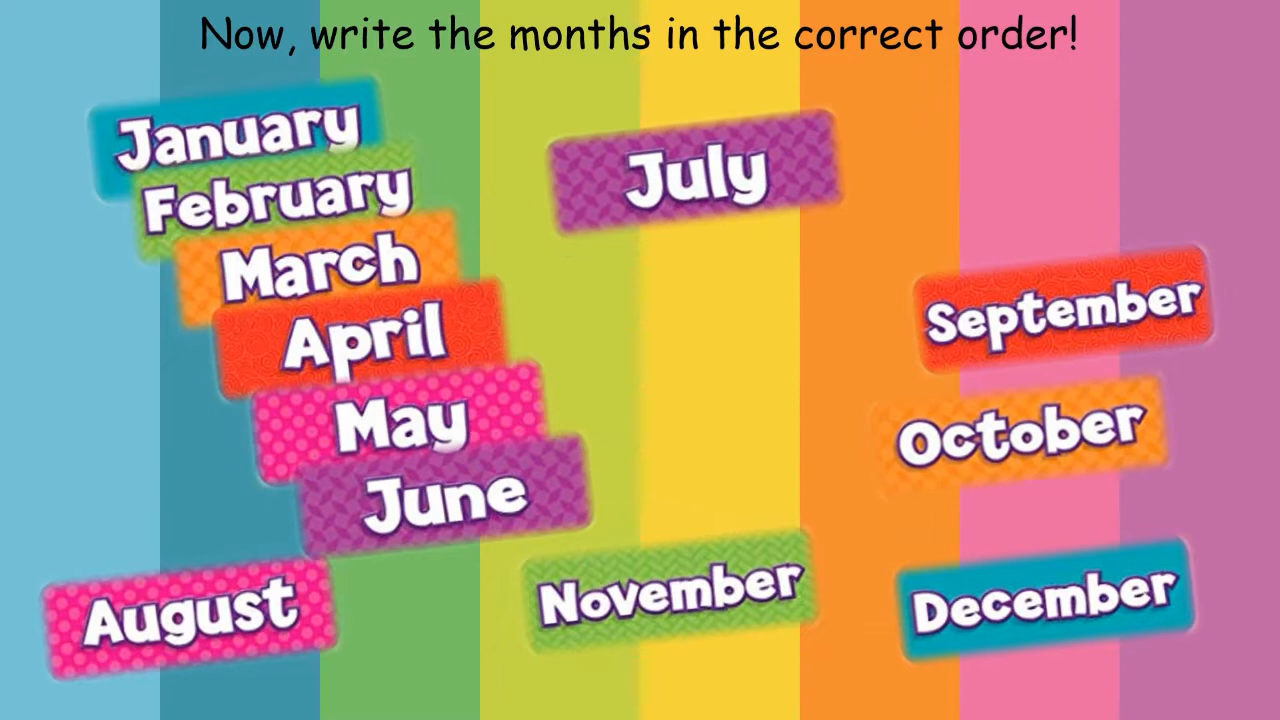 Now, write the months in the correct order!
January
February
March
April
May
June
July
September
October
August
November
December